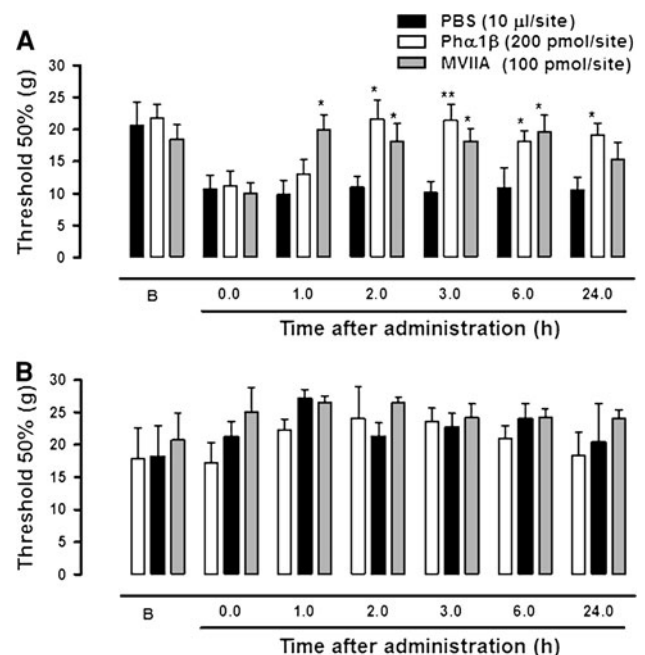 A
PBS (10 μl/site)
Phα1β (200 pmol/site)
MVIIA (100 pmol/site)
Threshold 50% (g)
30
25
20
15
10
5
0
* * * ** * * * *
B 0.0 1.0 2.0 3.0 6.0 24.0
Time after administration (h)
B
Threshold 50% (g)
30
25
20
15
10
5
0
B 0.0 1.0 2.0 3.0 6.0 24.0
Time after administration (h)